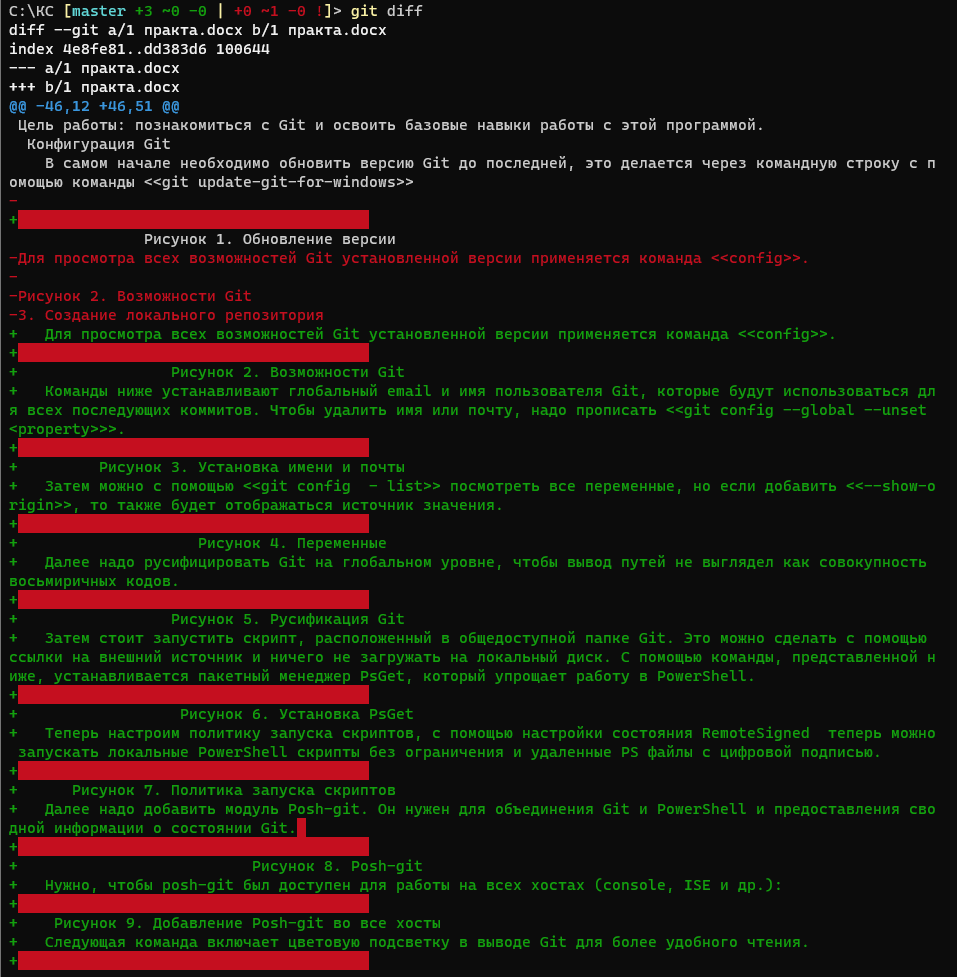 C:\КС [master +3 ~0 -0 | +0 ~1 -0 !]> git diff
diff --git a/1 практа.docx b/1 практа.docx
index 4e8fe81..dd383d6 100644
--- a/1 практа.docx
+++ b/1 практа.docx
@@ -46,12 +46,51 @@
 Цель работы: познакомиться с Git и освоить базовые навыки работы с этой программой.
  Конфигурация Git
    В самом начале необходимо обновить версию Git до последней, это делается через командную строку с п
омощью команды <<git update-git-for-windows>>
-
+
               Рисунок 1. Обновление версии
-Для просмотра всех возможностей Git установленной версии применяется команда <<config>>.
-
-Рисунок 2. Возможности Git
-3. Создание локального репозитория
+   Для просмотра всех возможностей Git установленной версии применяется команда <<config>>.
+
+                 Рисунок 2. Возможности Git
+   Команды ниже устанавливают глобальный email и имя пользователя Git, которые будут использоваться дл
я всех последующих коммитов. Чтобы удалить имя или почту, надо прописать <<git config --global --unset
<property>>>.
+
+         Рисунок 3. Установка имени и почты
+   Затем можно с помощью <<git config  - list>> посмотреть все переменные, но если добавить <<--show-o
rigin>>, то также будет отображаться источник значения.
+
+                    Рисунок 4. Переменные
+   Далее надо русифицировать Git на глобальном уровне, чтобы вывод путей не выглядел как совокупность
восьмиричных кодов.
+
+                 Рисунок 5. Русификация Git
+   Затем стоит запустить скрипт, расположенный в общедоступной папке Git. Это можно сделать с помощью
ссылки на внешний источник и ничего не загружать на локальный диск. С помощью команды, представленной н
иже, устанавливается пакетный менеджер PsGet, который упрощает работу в PowerShell.
+
+                  Рисунок 6. Установка PsGet
+   Теперь настроим политику запуска скриптов, с помощью настройки состояния RemoteSigned  теперь можно
 запускать локальные PowerShell скрипты без ограничения и удаленные PS файлы с цифровой подписью.
+
+      Рисунок 7. Политика запуска скриптов
+   Далее надо добавить модуль Posh-git. Он нужен для объединения Git и PowerShell и предоставления сво
дной информации о состоянии Git.
+
+                          Рисунок 8. Posh-git
+   Нужно, чтобы posh-git был доступен для работы на всех хостах (console, ISE и др.):
+
+    Рисунок 9. Добавление Posh-git во все хосты
+   Следующая команда включает цветовую подсветку в выводе Git для более удобного чтения.
+